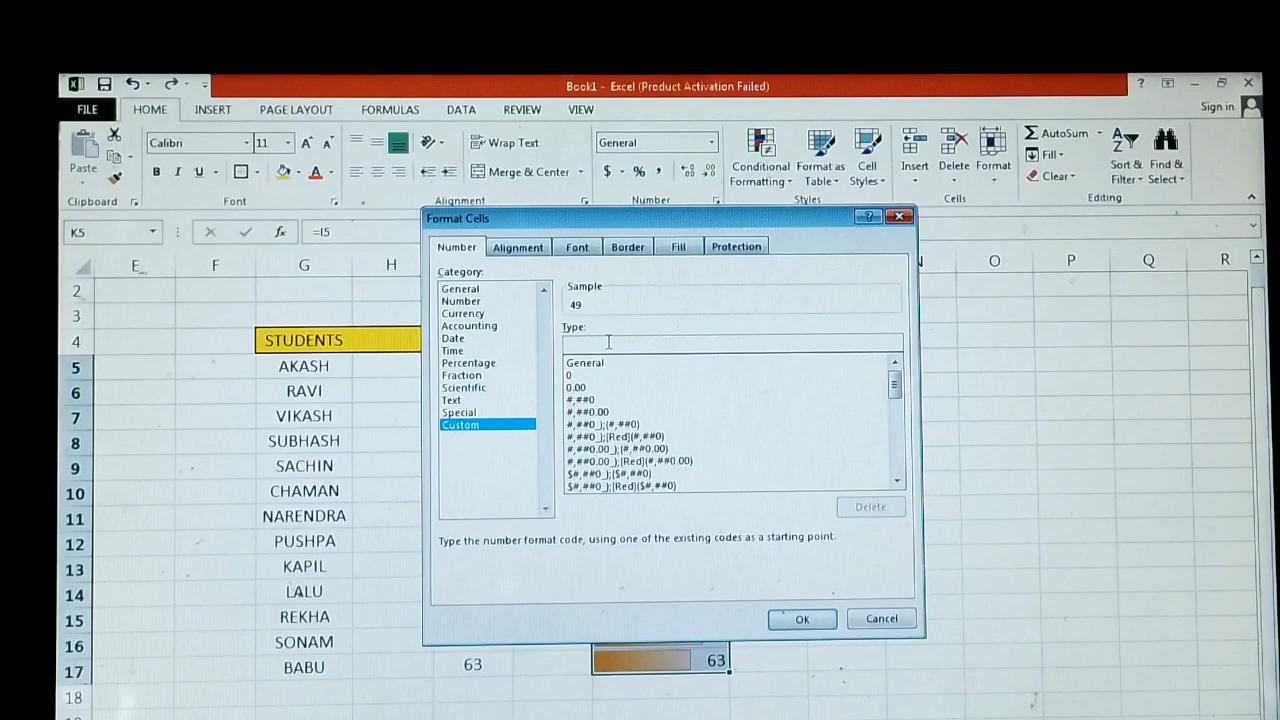 Book1 - Excel (Product Activation Failed)
FILE HOME INSERT PAGE LAYOUT FORMULAS DATA REVIEW VIEW
Sign in
Paste
Calibri 11
B I U A
Wrap Text
Merge & Center
General
$ % ,
Conditional Formatting
Format as Table
Cell Styles
Insert Delete Format
AutoSum
Fill
Clear
Sort & Filter
Find & Select
Clipboard Font Alignment Number Styles Cells Editing
K5 fx =I5
E F G H N O P Q R
Format Cells
Number Alignment Font Border Fill Protection
Category:
General
Number
Currency
Accounting
Date
Time
Percentage
Fraction
Scientific
Text
Special
Custom
Sample
49
Type:
General
0
0.00
#,##0
#,##0.00
#,##0_);(#,##0)
#,##0_);[Red](#,##0)
#,##0.00_);(#,##0.00)
#,##0.00_);[Red](#,##0.00)
$#,##0_);($#,##0)
$#,##0_);[Red]($#,##0)
Delete
Type the number format code, using one of the existing codes as a starting point.
OK Cancel
2
3
4 STUDENTS
5 AKASH
6 RAVI
7 VIKASH
8 SUBHASH
9 SACHIN
10 CHAMAN
11 NARENDRA
12 PUSHPA
13 KAPIL
14 LALU
15 REKHA
16 SONAM
17 BABU 63 63
18